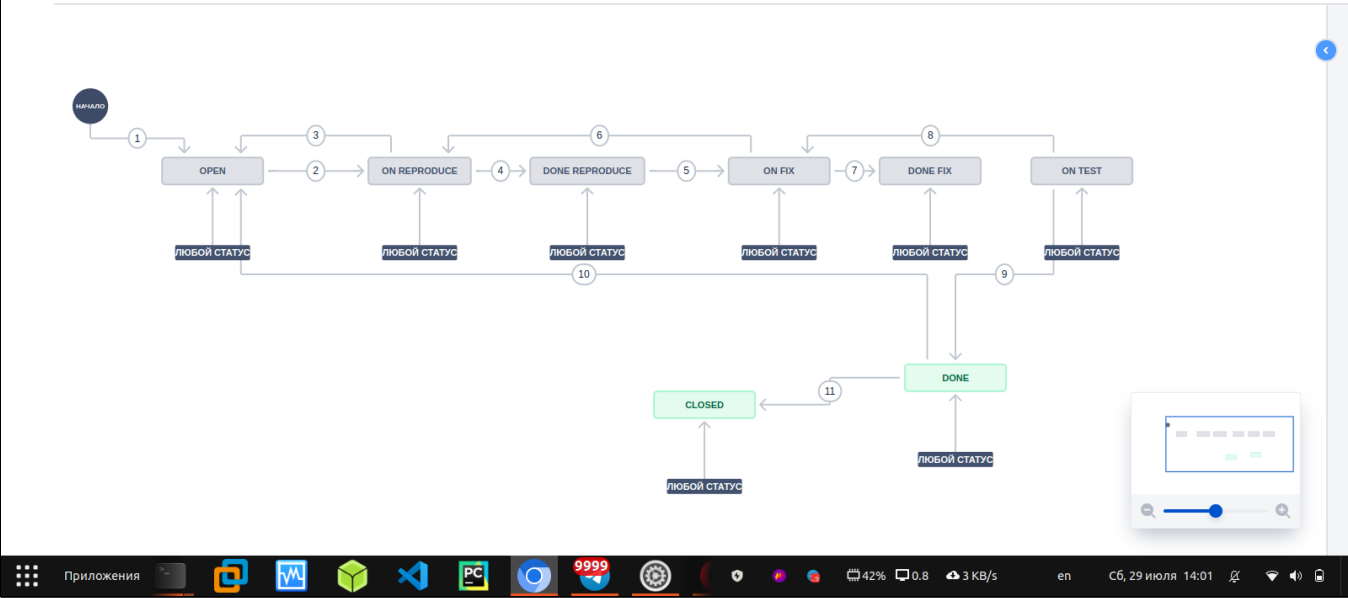 НАЧАЛО
1
3
6
8
OPEN
2
ON REPRODUCE
4
DONE REPRODUCE
5
ON FIX
7
DONE FIX
ON TEST
ЛЮБОЙ СТАТУС
ЛЮБОЙ СТАТУС
ЛЮБОЙ СТАТУС
ЛЮБОЙ СТАТУС
ЛЮБОЙ СТАТУС
ЛЮБОЙ СТАТУС
10
9
DONE
11
CLOSED
ЛЮБОЙ СТАТУС
ЛЮБОЙ СТАТУС
Приложения
PC
9999
42%
0.8
3 KB/s
en
Сб, 29 июля 14:01